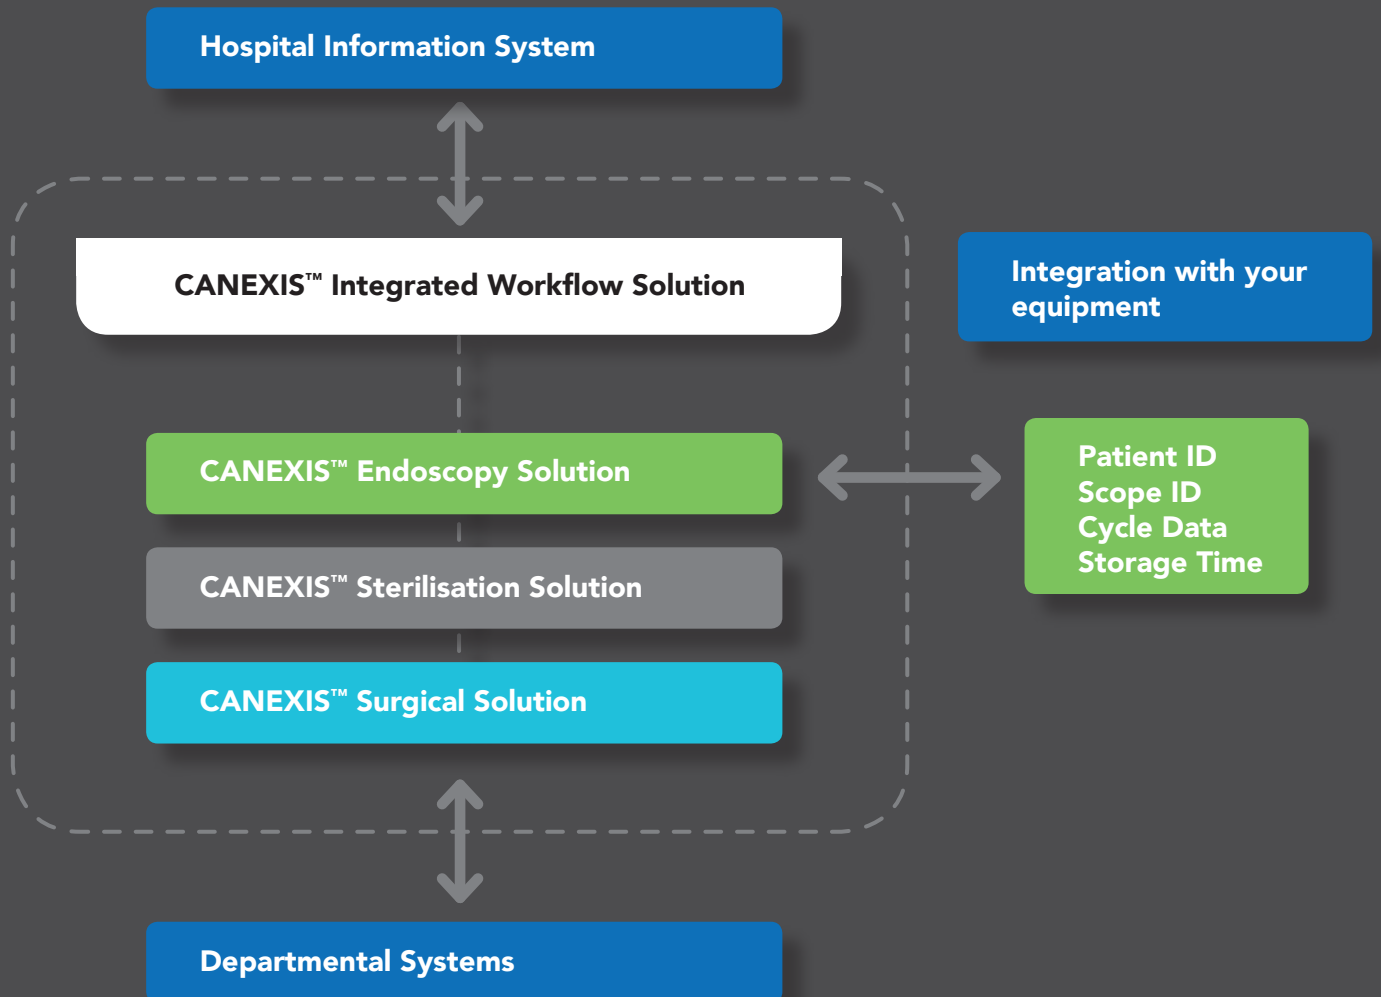 Hospital Information System
CANEXIS™ Integrated Workflow Solution
Integration with your
equipment
CANEXIS™ Endoscopy Solution
Patient ID
Scope ID
Cycle Data
Storage Time
CANEXIS™ Sterilisation Solution
CANEXIS™ Surgical Solution
Departmental Systems